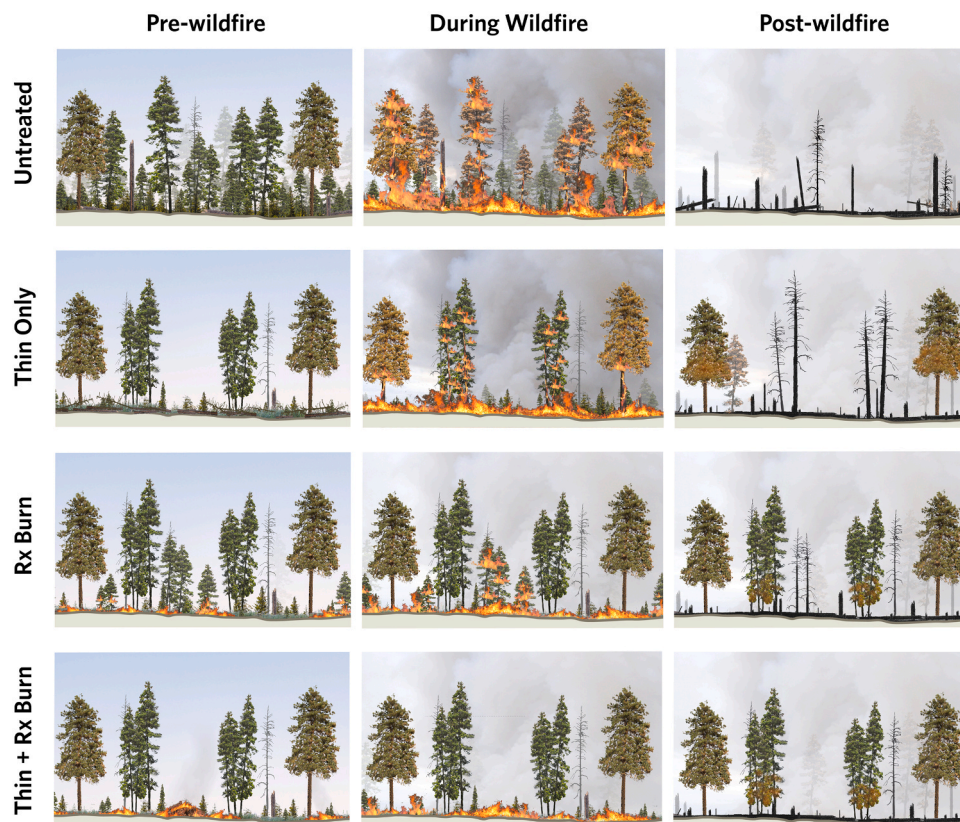 Pre-wildfire
During Wildfire
Post-wildfire
Untreated
Thin Only
Rx Burn
Thin + Rx Burn